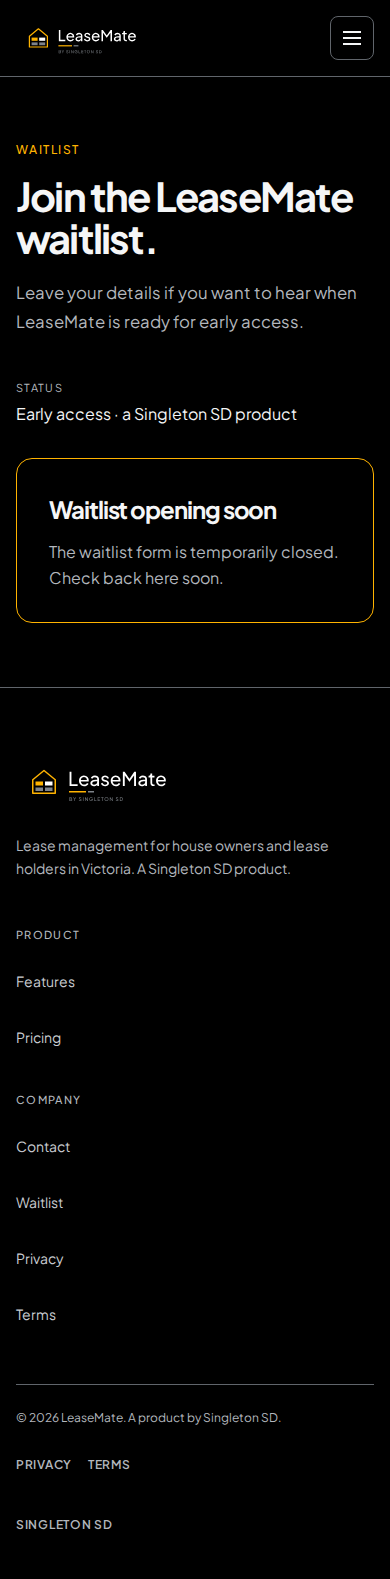 LeaseMate
BY SINGLETON SD
WAITLIST
Join the LeaseMate
waitlist.
Leave your details if you want to hear when
LeaseMate is ready for early access.
STATUS
Early access · a Singleton SD product
Waitlist opening soon
The waitlist form is temporarily closed.
Check back here soon.
LeaseMate
BY SINGLETON SD
Lease management for house owners and lease
holders in Victoria. A Singleton SD product.
PRODUCT
Features
Pricing
COMPANY
Contact
Waitlist
Privacy
Terms
© 2026 LeaseMate. A product by Singleton SD.
PRIVACY TERMS
SINGLETON SD